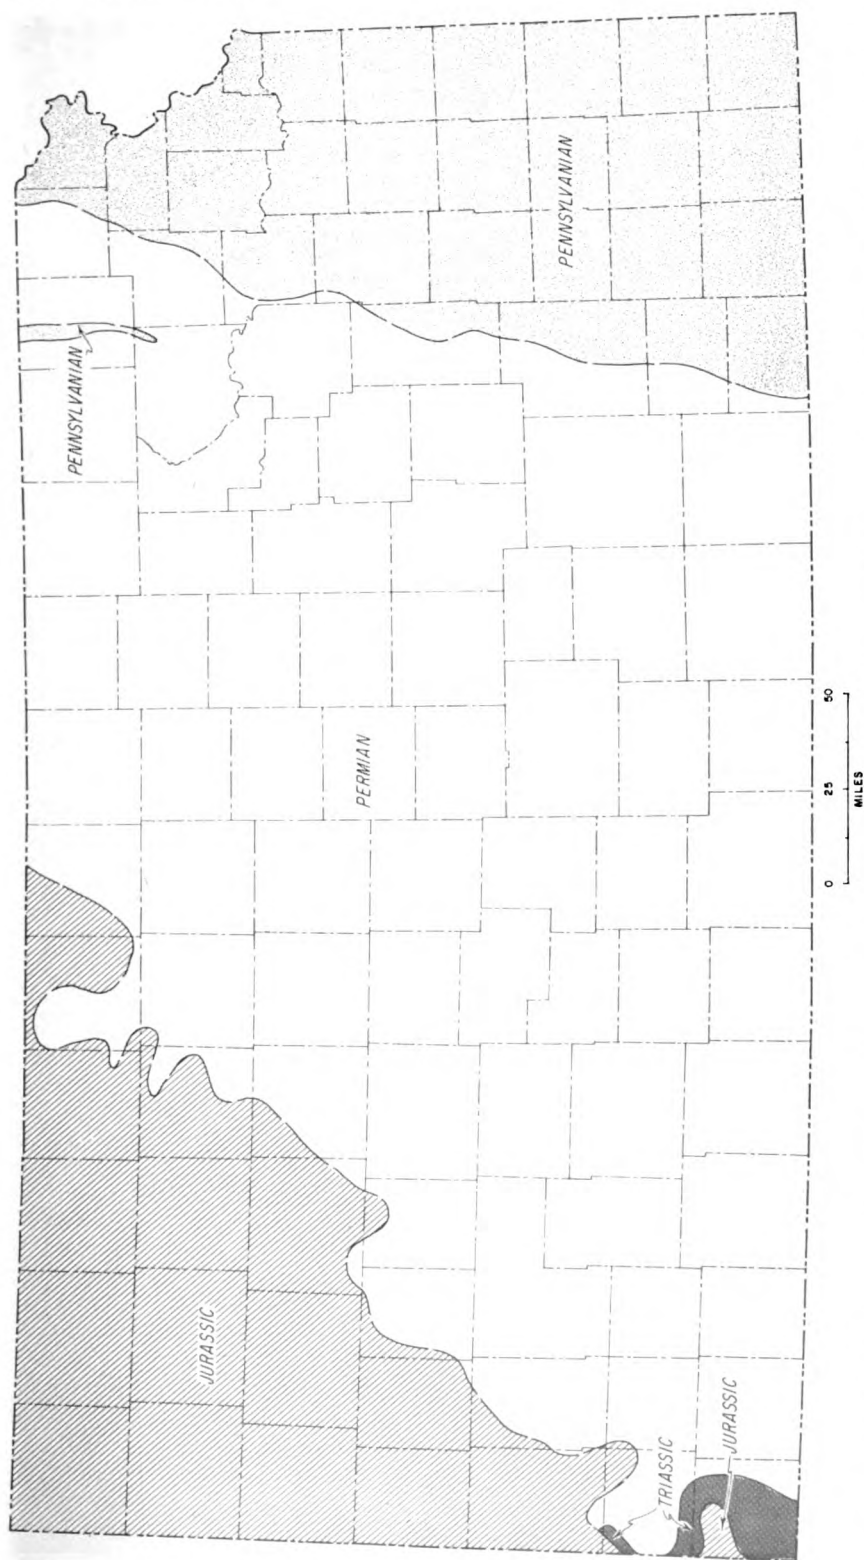 PENNSYLVANIAN
PENNSYLVANIAN
PERMIAN
JURASSIC
TRIASSIC
JURASSIC
0 25 50
MILES